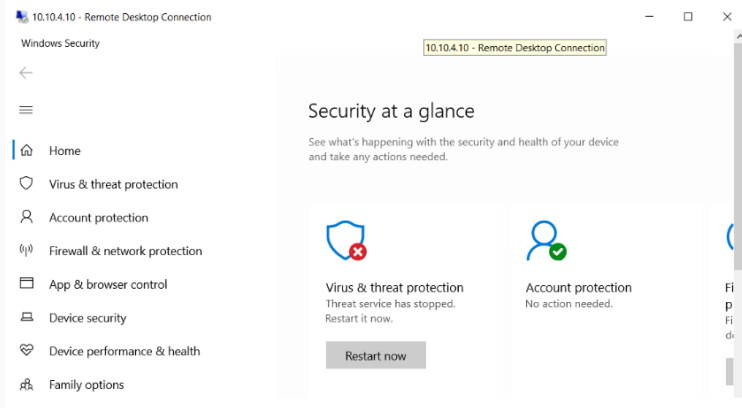 10.10.4.10 - Remote Desktop Connection
Windows Security
10.10.4.10 - Remote Desktop Connection
Home
Virus & threat protection
Account protection
Firewall & network protection
App & browser control
Device security
Device performance & health
Family options
Security at a glance
See what's happening with the security and health of your device
and take any actions needed.
Virus & threat protection
Threat service has stopped.
Restart it now.
Restart now
Account protection
No action needed.